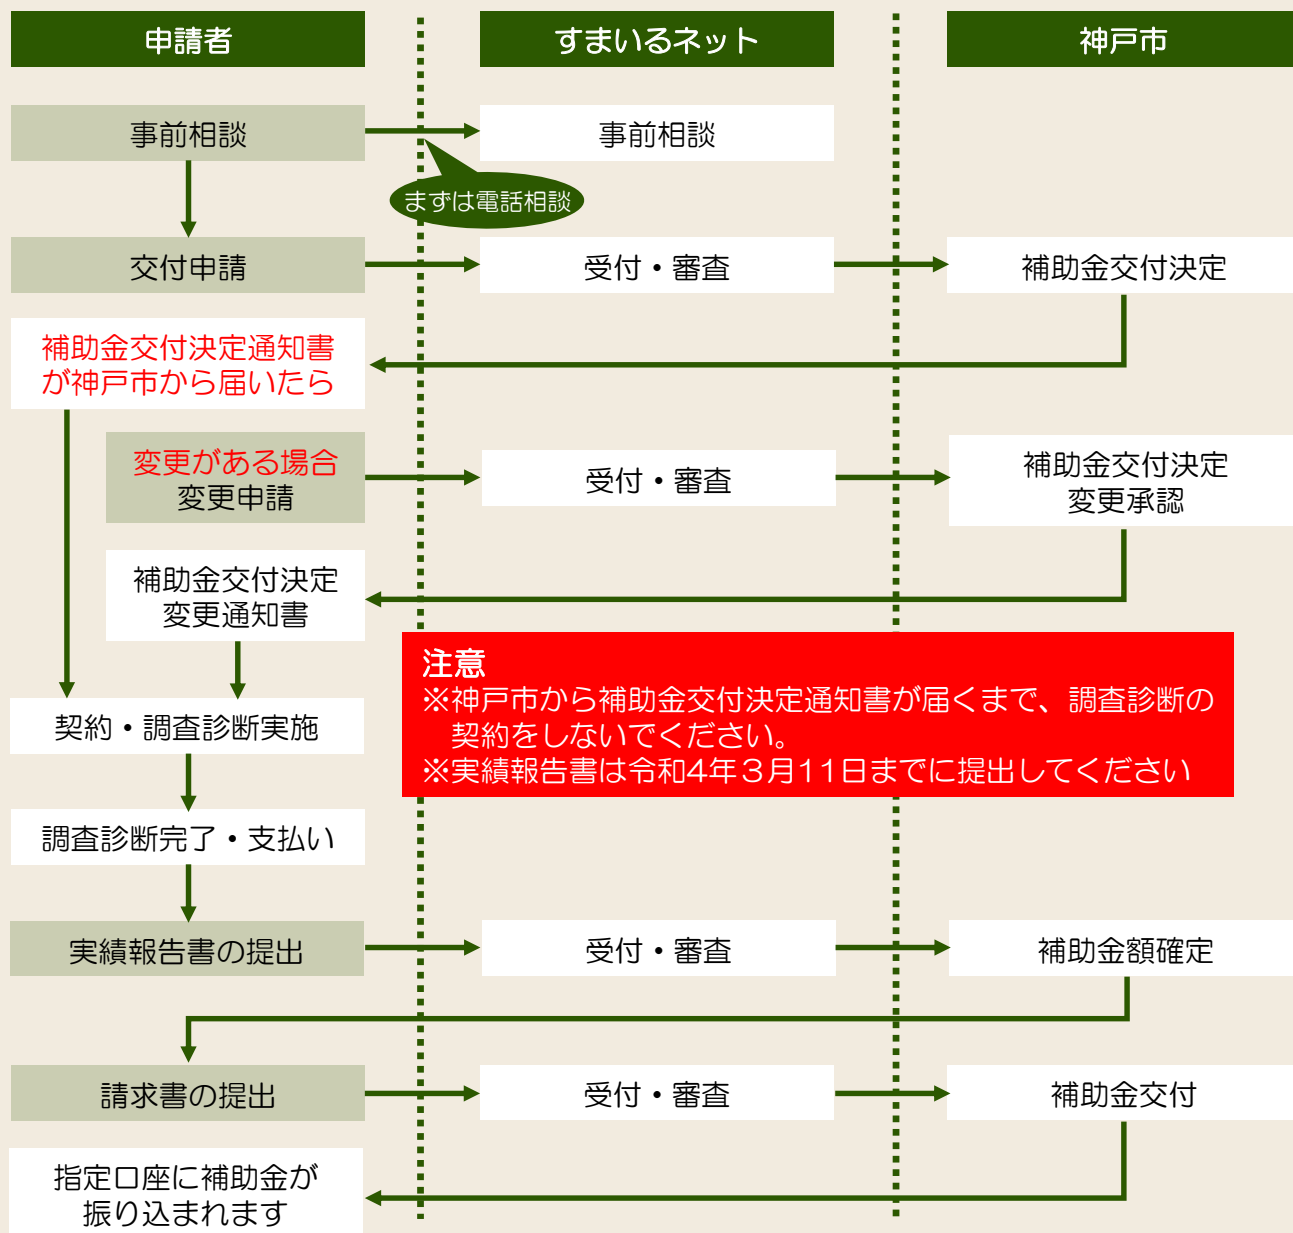 申請者
すまいるネット
神戸市
事前相談
事前相談
まずは電話相談
交付申請
受付・審査
補助金交付決定
補助金交付決定通知書
が神戸市から届いたら
変更がある場合
変更申請
受付・審査
補助金交付決定
変更承認
補助金交付決定
変更通知書
注意
※神戸市から補助金交付決定通知書が届くまで、調査診断の
契約をしないでください。
※実績報告書は令和4年３月11日までに提出してください
契約・調査診断実施
調査診断完了・支払い
実績報告書の提出
受付・審査
補助金額確定
請求書の提出
受付・審査
補助金交付
指定口座に補助金が
振り込まれます